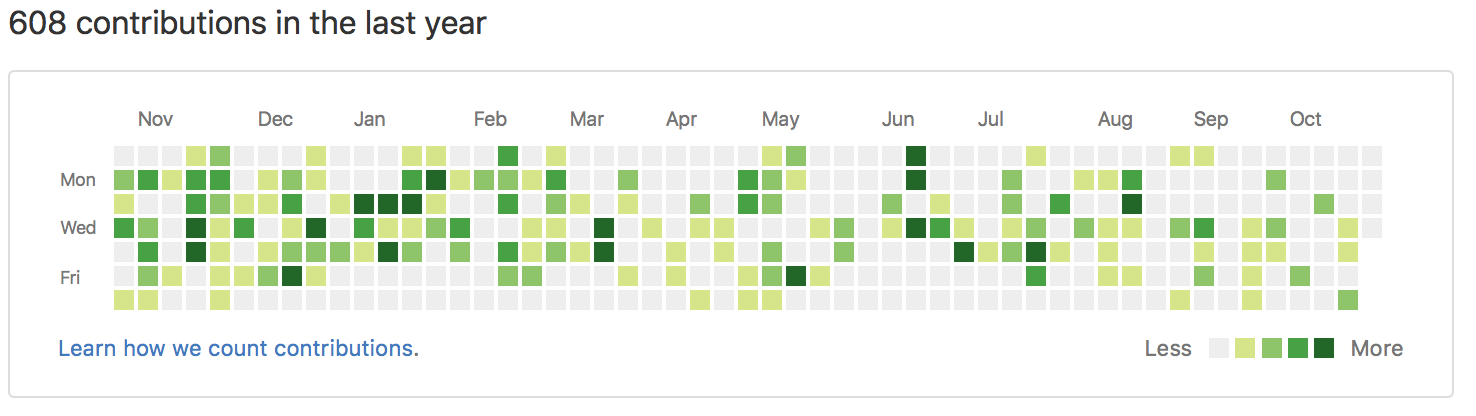 608 contributions in the last year
Nov Dec Jan Feb Mar Apr May Jun Jul Aug Sep Oct
Mon
Wed
Fri
Learn how we count contributions. Less More